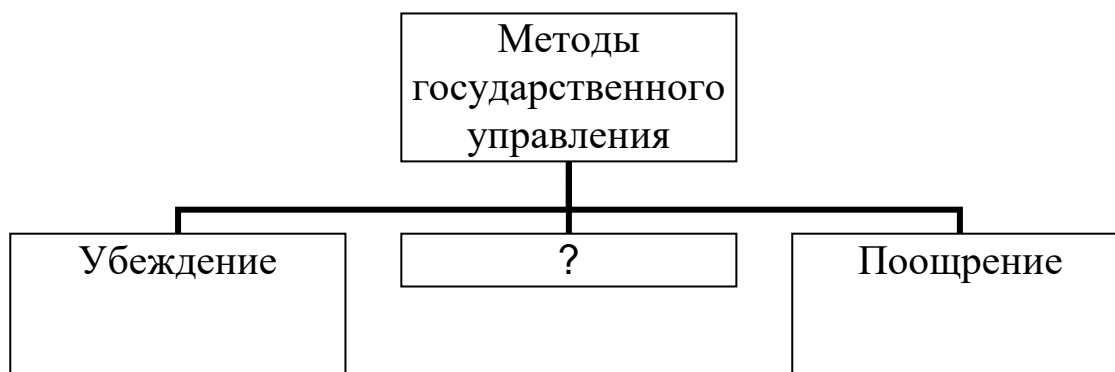 Методы
государственного
управления
Убеждение
?
Поощрение